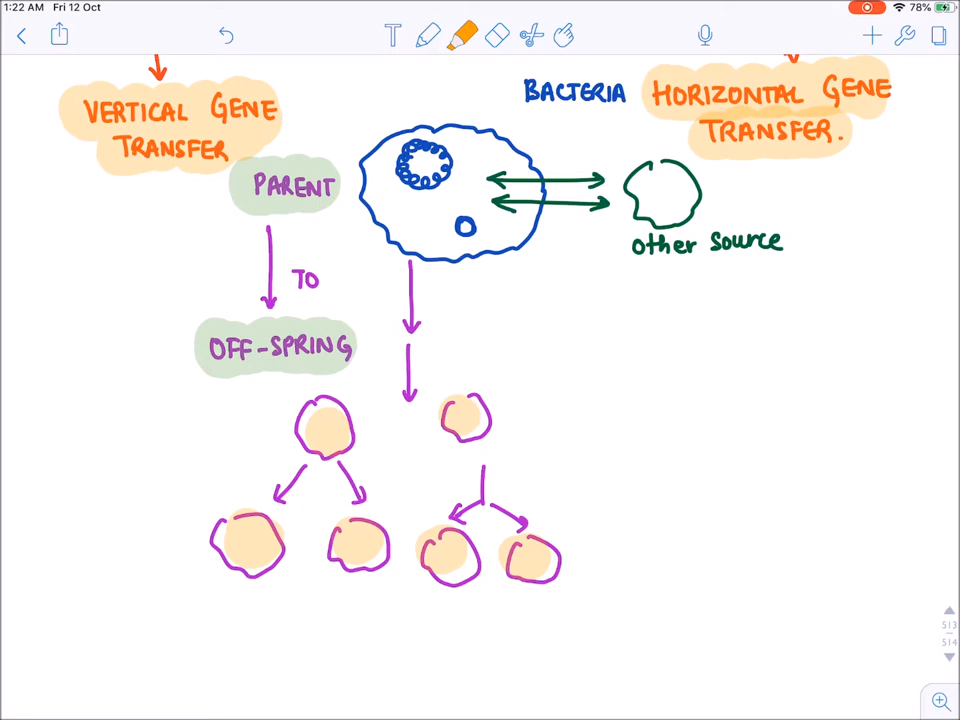 1:22 AM Fri 12 Oct
78%
T
VERTICAL GENE
TRANSFER
BACTERIA
HORIZONTAL GENE
TRANSFER.
PARENT
Other Source
TO
OFF-SPRING
513
514